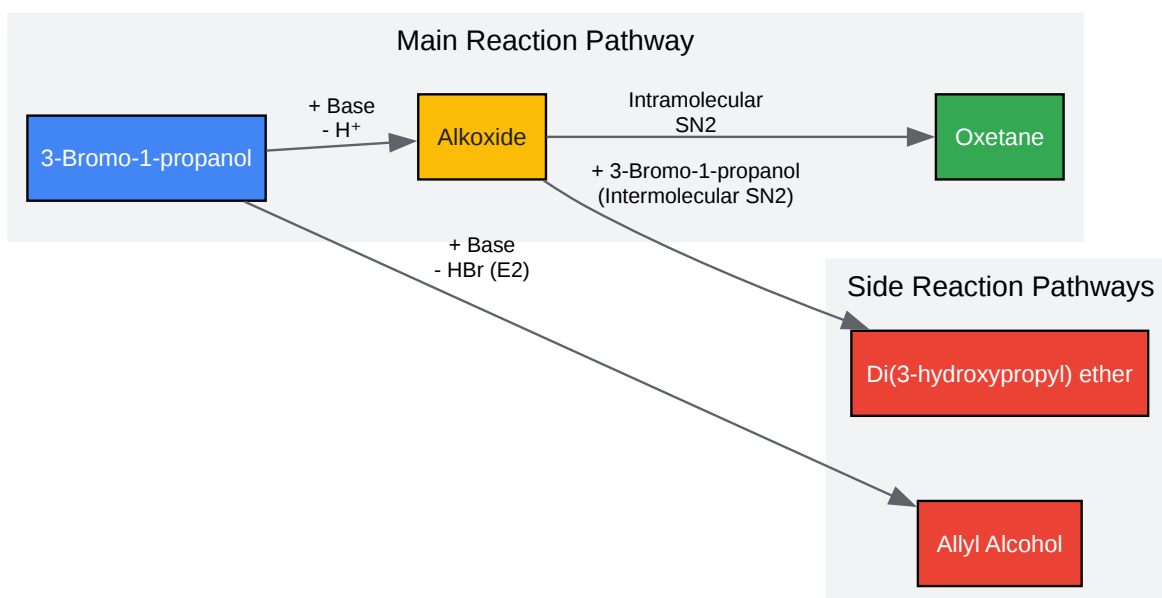 Main Reaction Pathway
3-Bromo-1-propanol
+ Base
- H⁺
Alkoxide
Intramolecular
SN2
Oxetane
+ 3-Bromo-1-propanol
(Intermolecular SN2)
+ Base
- HBr (E2)
Side Reaction Pathways
Di(3-hydroxypropyl) ether
Allyl Alcohol